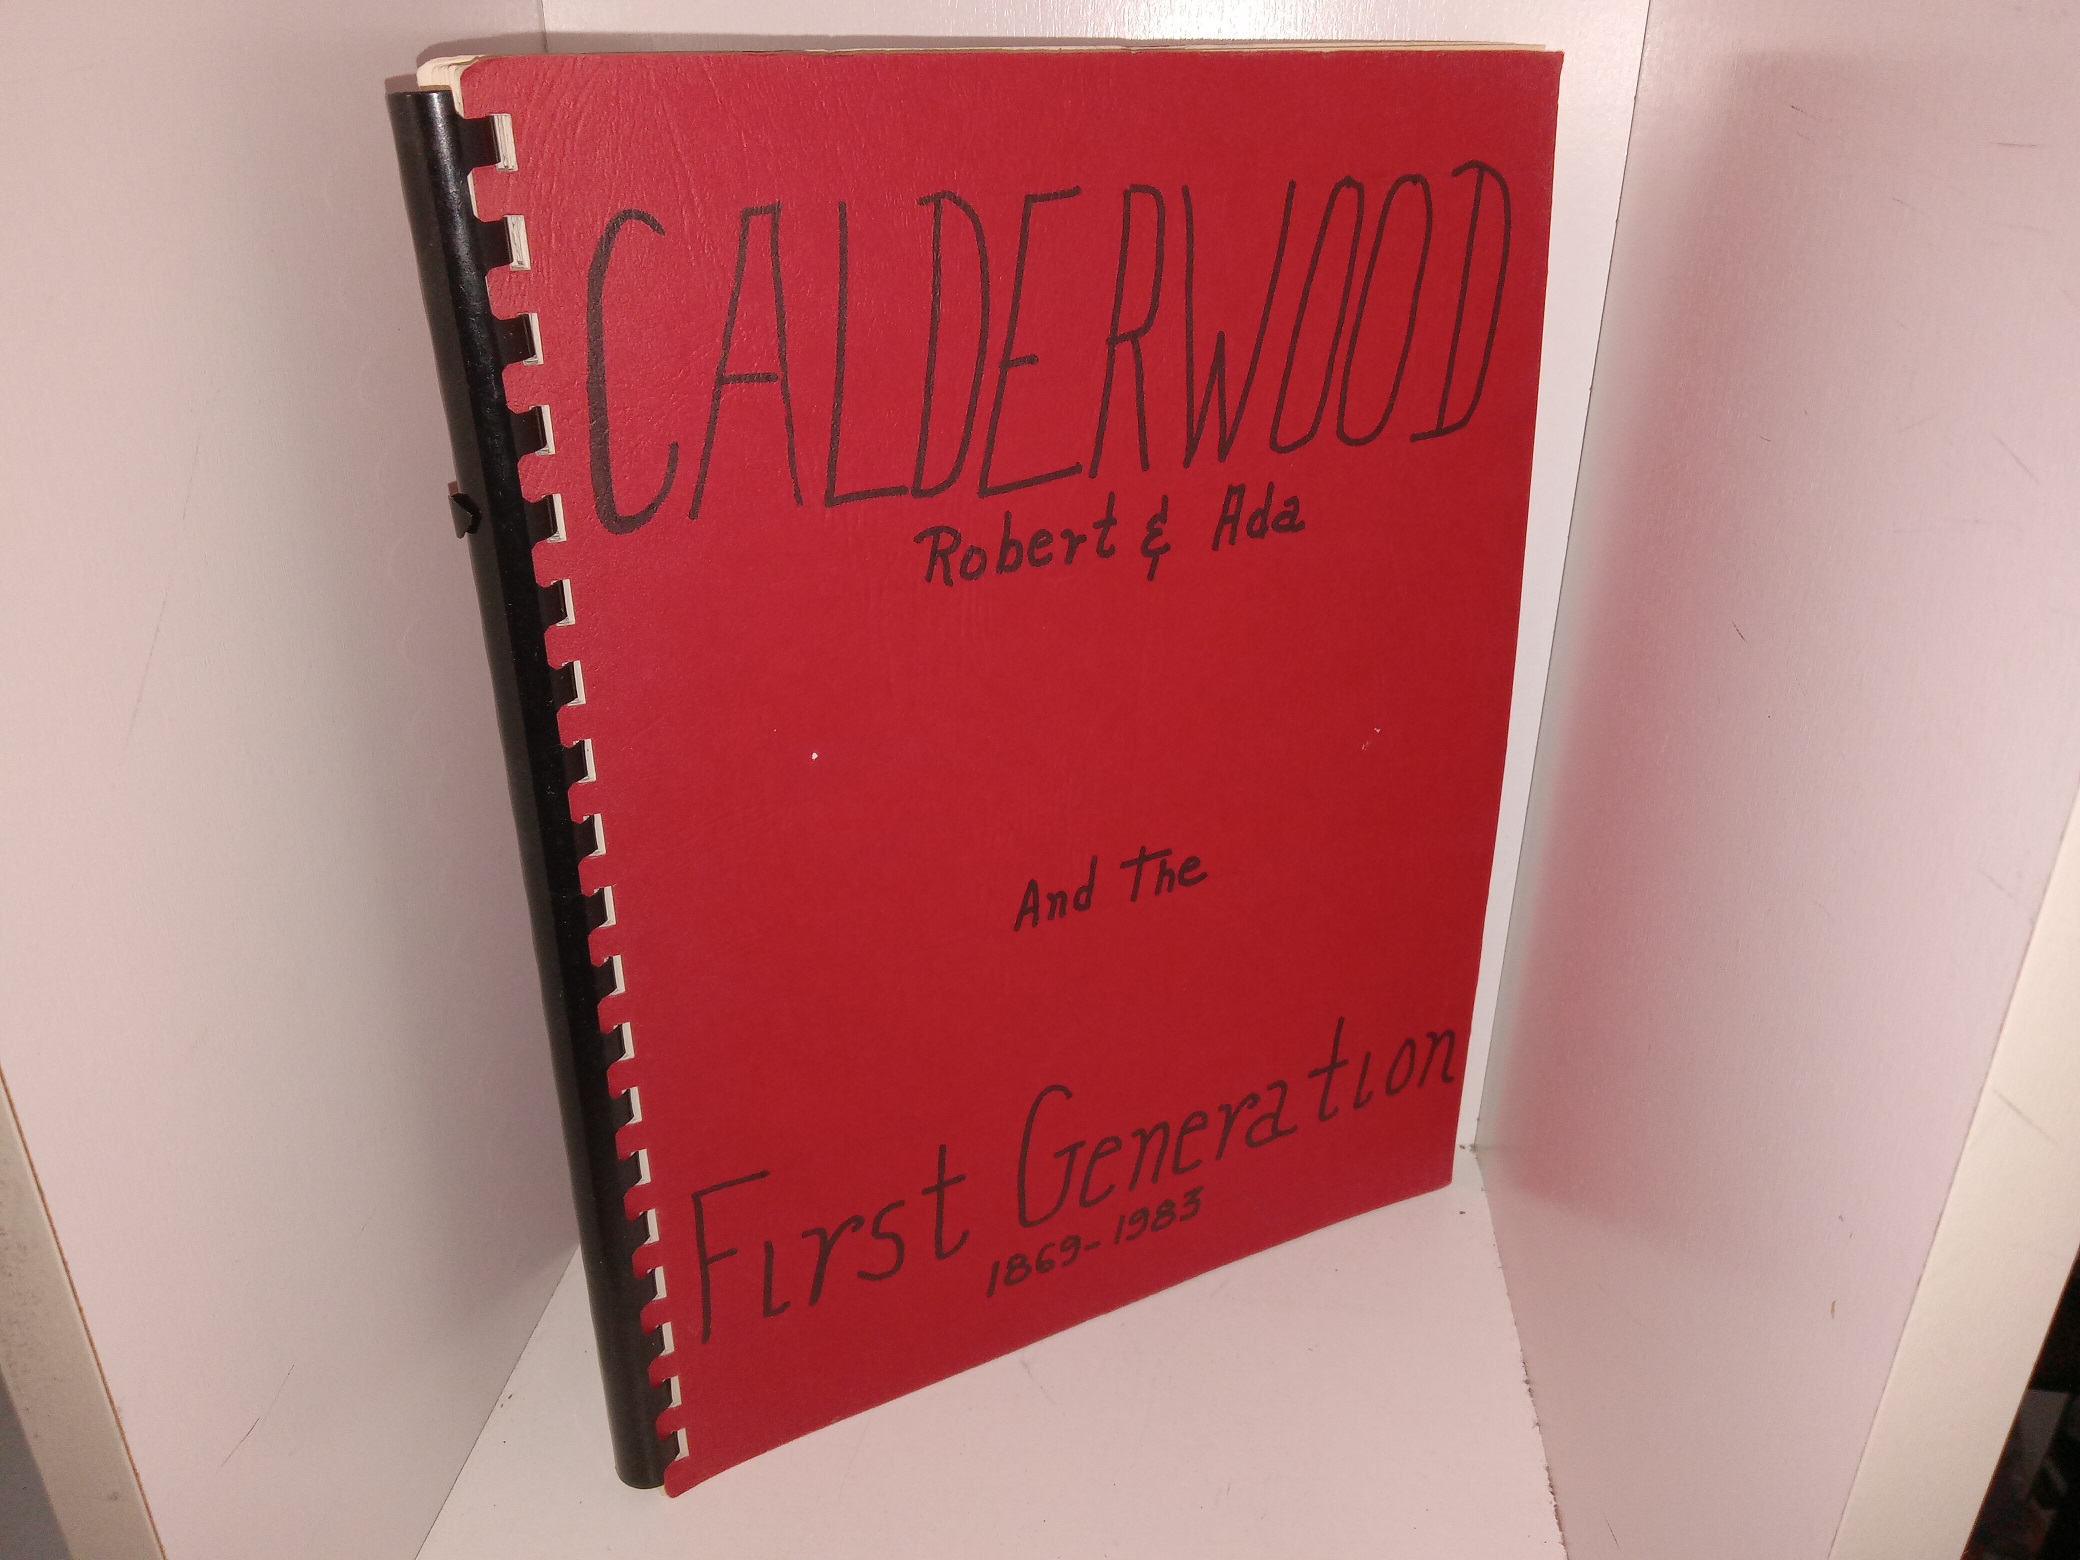 CALDERWOOD
Robert & Ada
And The
First Generation
1869-1983